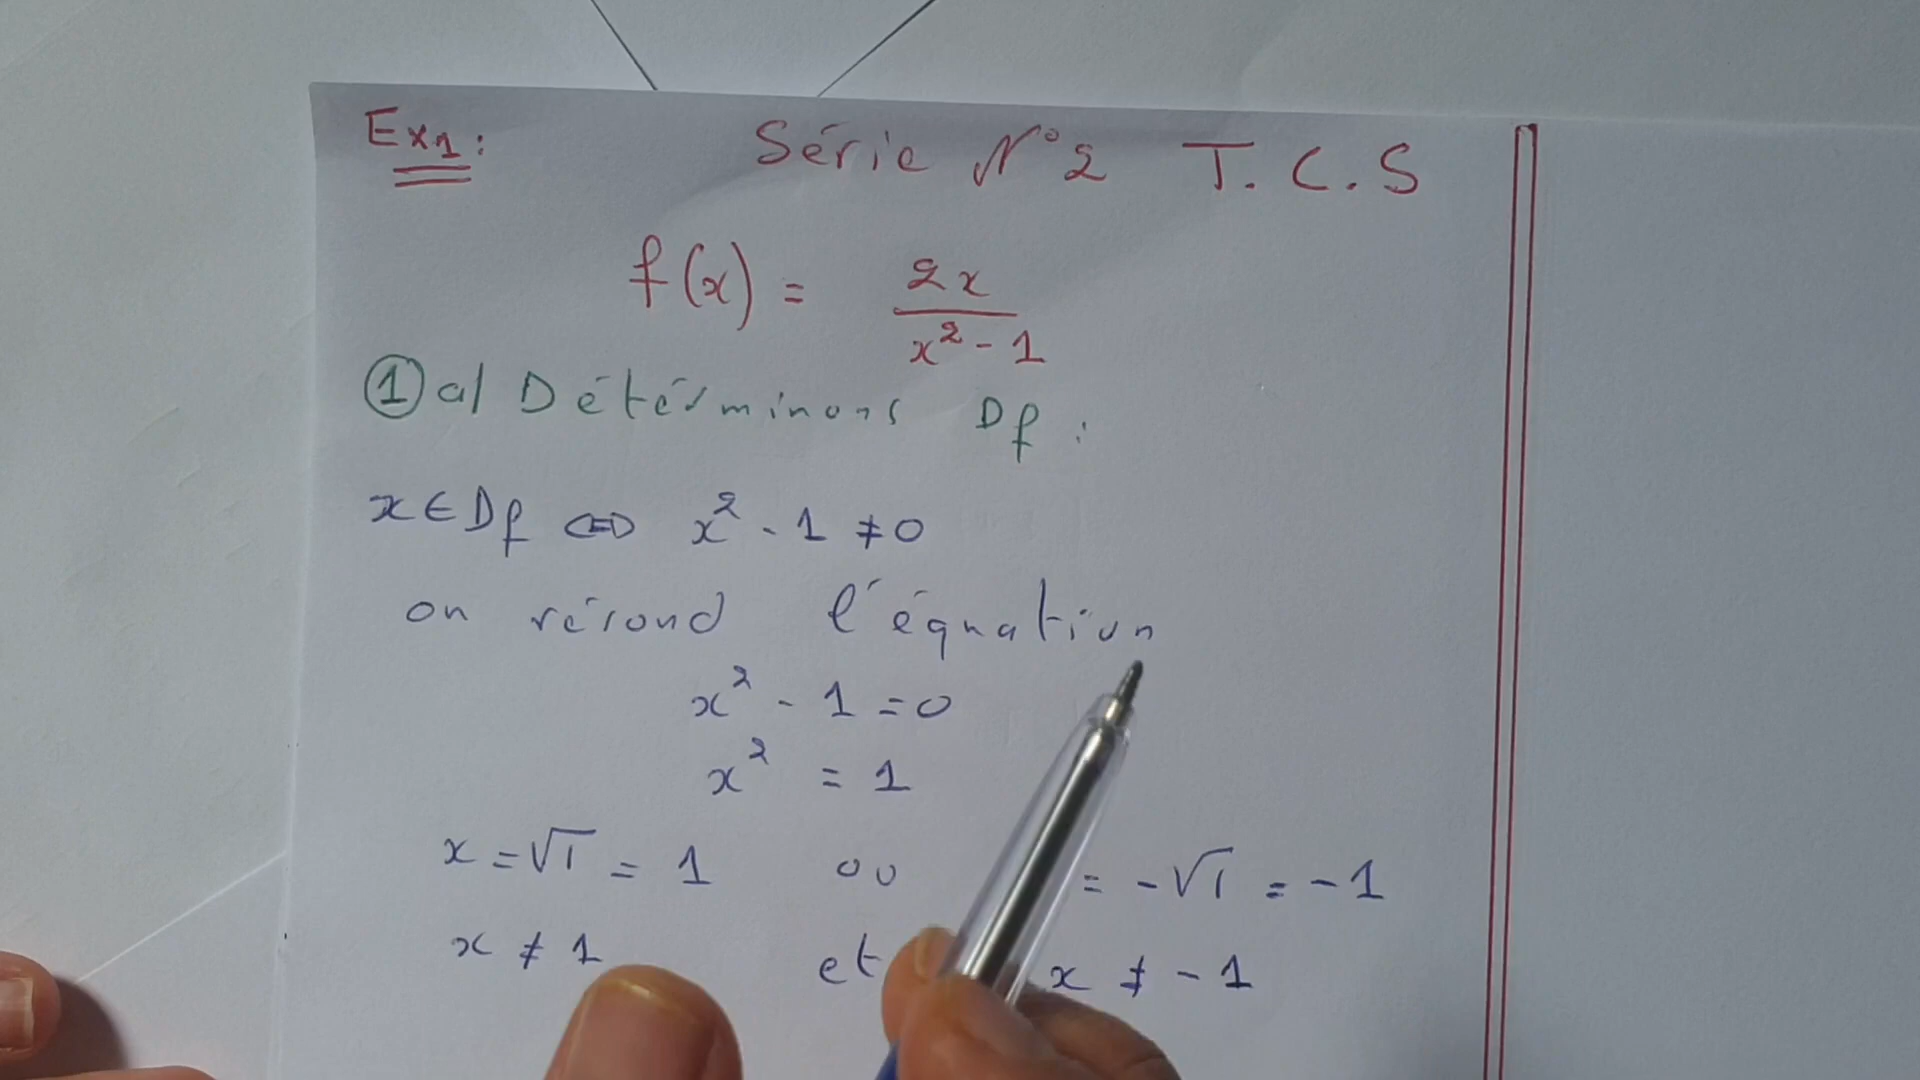 Ex1:
Série N°2 T.C.S
f(x) = 2x / x² - 1
① a/ Détérminons Df :
x ∈ Df ⇔ x² - 1 ≠ 0
on résoud l'équation
x² - 1 = 0
x² = 1
x = √1 = 1 ou = -√1 = -1
x ≠ 1 et x ≠ -1